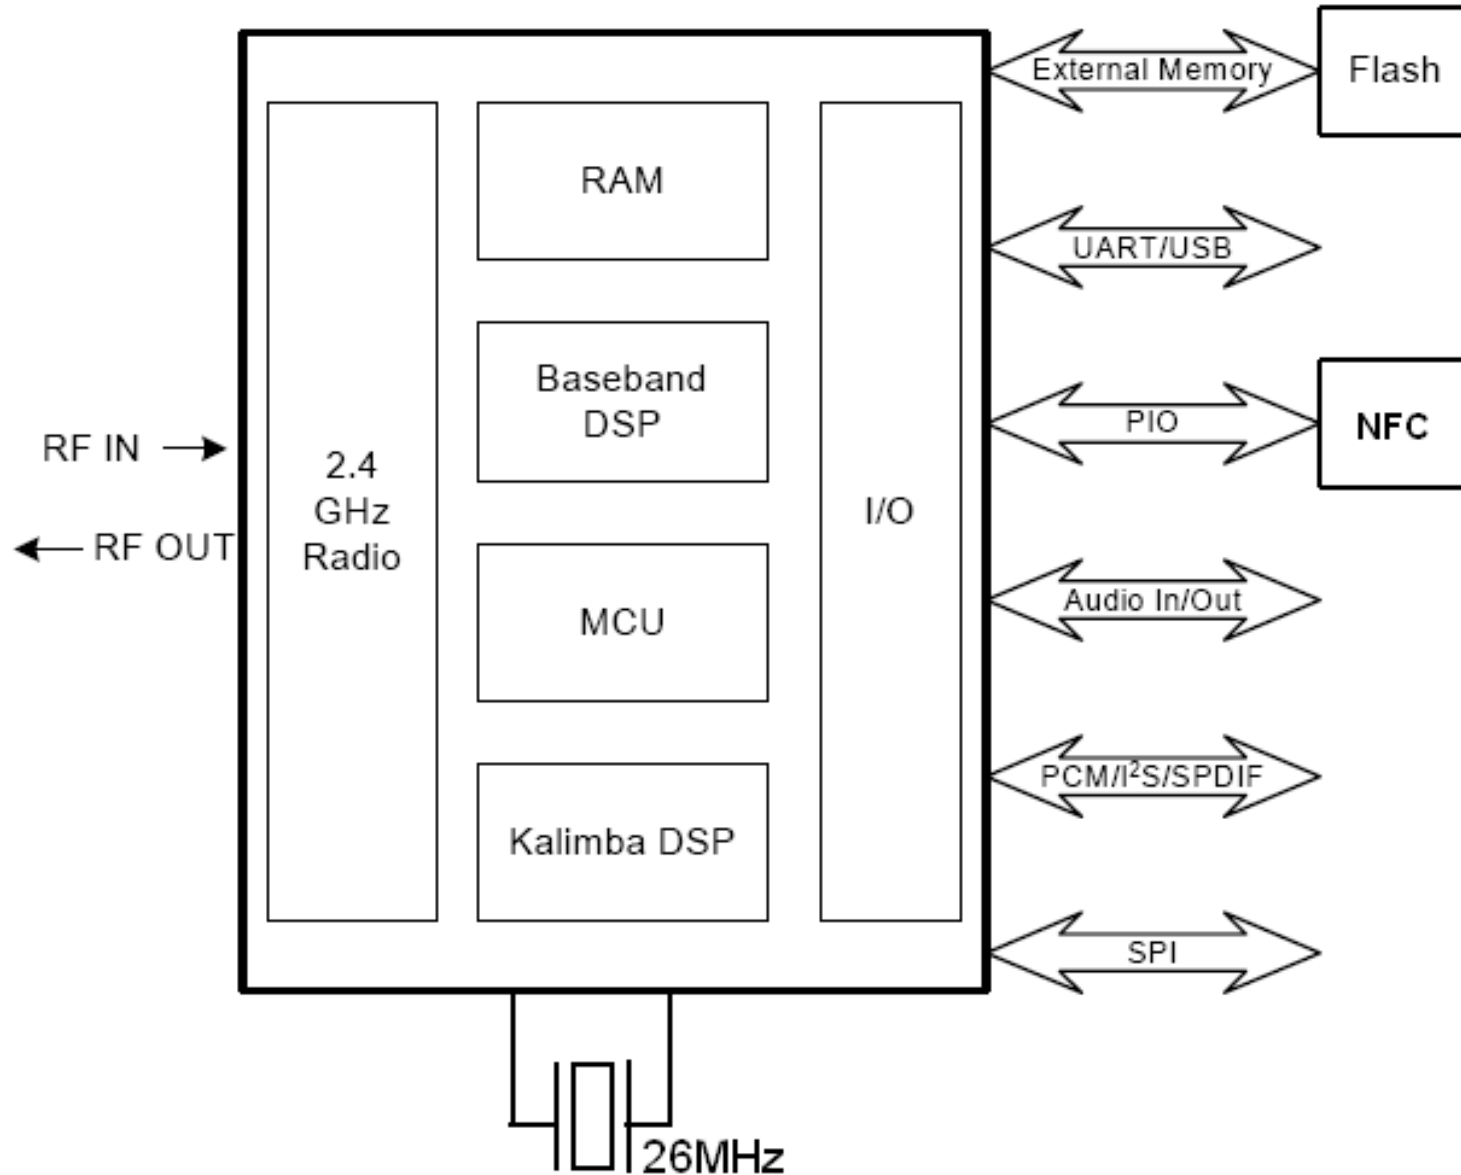 External Memory
Flash
RAM
UART/USB
Baseband
DSP
PIO
NFC
RF IN
2.4
GHz
Radio
I/O
RF OUT
MCU
Audio In/Out
PCM/I²S/SPDIF
Kalimba DSP
SPI
26MHz